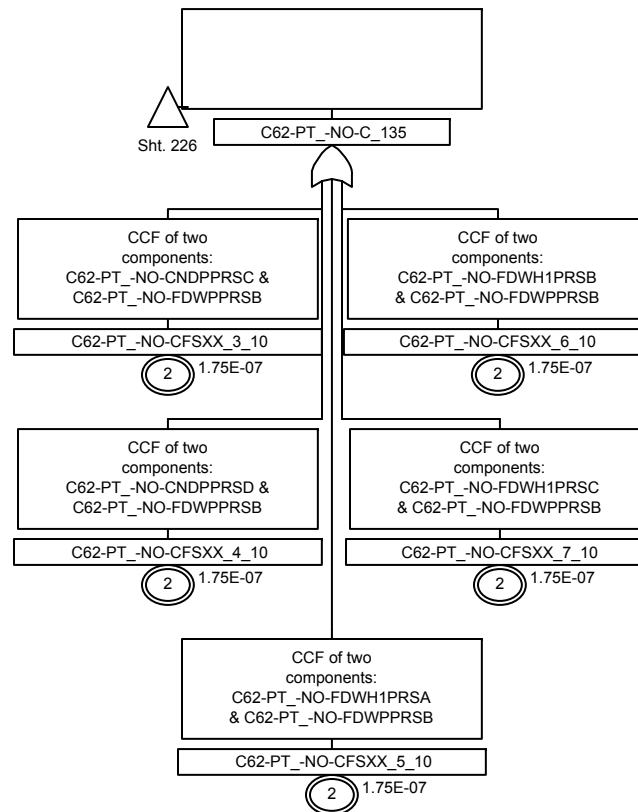 Sht. 226
C62-PT_-NO-C_135
CCF of two
components:
C62-PT_-NO-CNDPPRSC &
C62-PT_-NO-FDWPPRSB
C62-PT_-NO-CFSXX_3_10
2
1.75E-07
CCF of two
components:
C62-PT_-NO-FDWH1PRSB
& C62-PT_-NO-FDWPPRSB
C62-PT_-NO-CFSXX_6_10
2
1.75E-07
CCF of two
components:
C62-PT_-NO-CNDPPRSD &
C62-PT_-NO-FDWPPRSB
C62-PT_-NO-CFSXX_4_10
2
1.75E-07
CCF of two
components:
C62-PT_-NO-FDWH1PRSC
& C62-PT_-NO-FDWPPRSB
C62-PT_-NO-CFSXX_7_10
2
1.75E-07
CCF of two
components:
C62-PT_-NO-FDWH1PRSA
& C62-PT_-NO-FDWPPRSB
C62-PT_-NO-CFSXX_5_10
2
1.75E-07